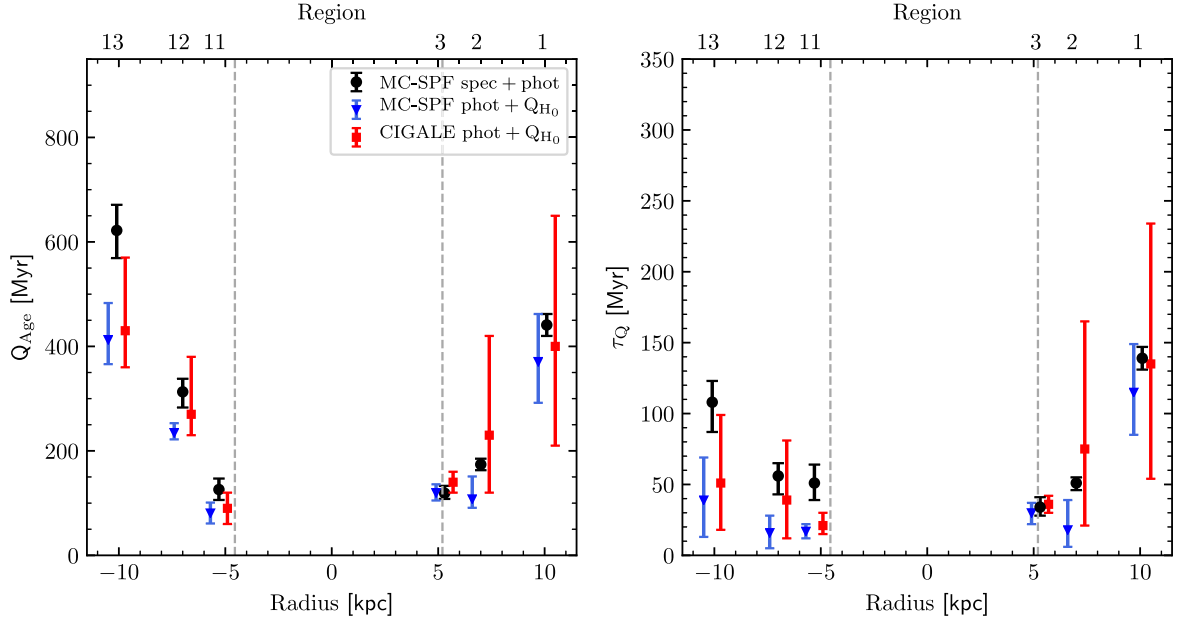 Region
13 12 11 3 2 1
MC-SPF spec + phot
MC-SPF phot + Q_H₀
CIGALE phot + Q_H₀
Q_Age [Myr]
800
600
400
200
0
−10 −5 0 5 10
Radius [kpc]
Region
13 12 11 3 2 1
τ_Q [Myr]
350
300
250
200
150
100
50
0
−10 −5 0 5 10
Radius [kpc]